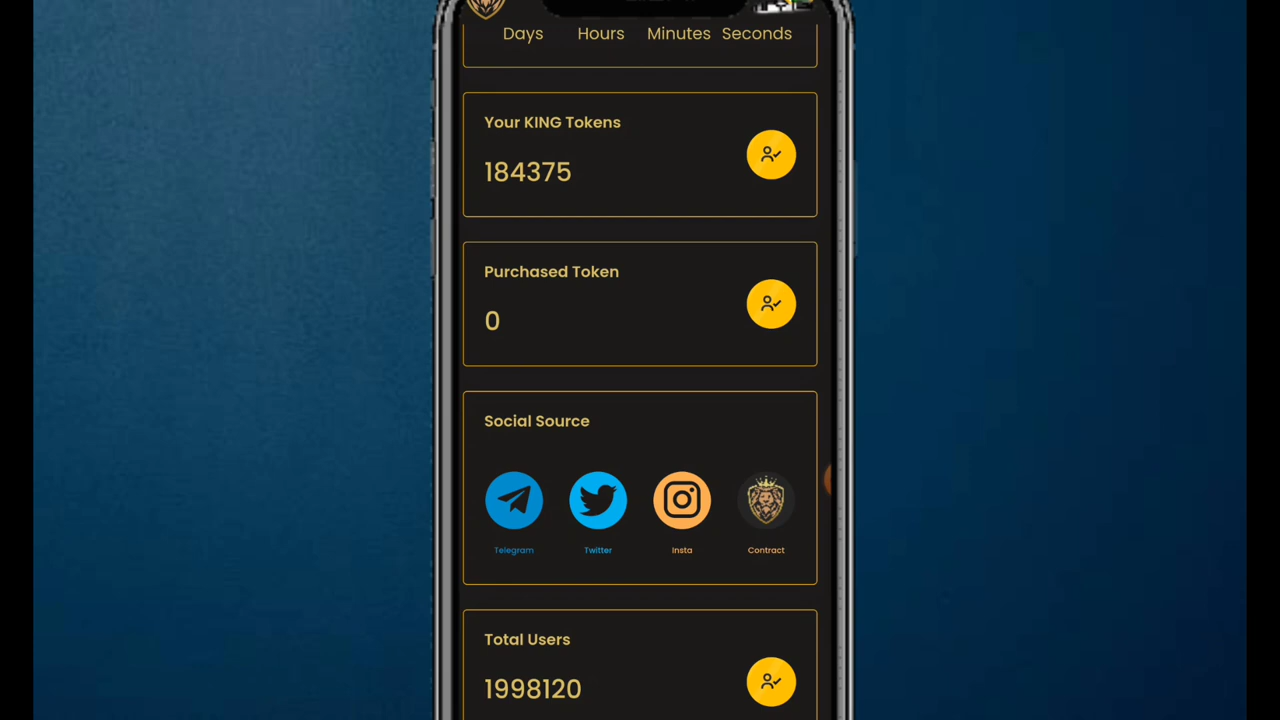 Days Hours Minutes Seconds
Your KING Tokens
184375
Purchased Token
0
Social Source
Telegram Twitter Insta Contract
Total Users
1998120